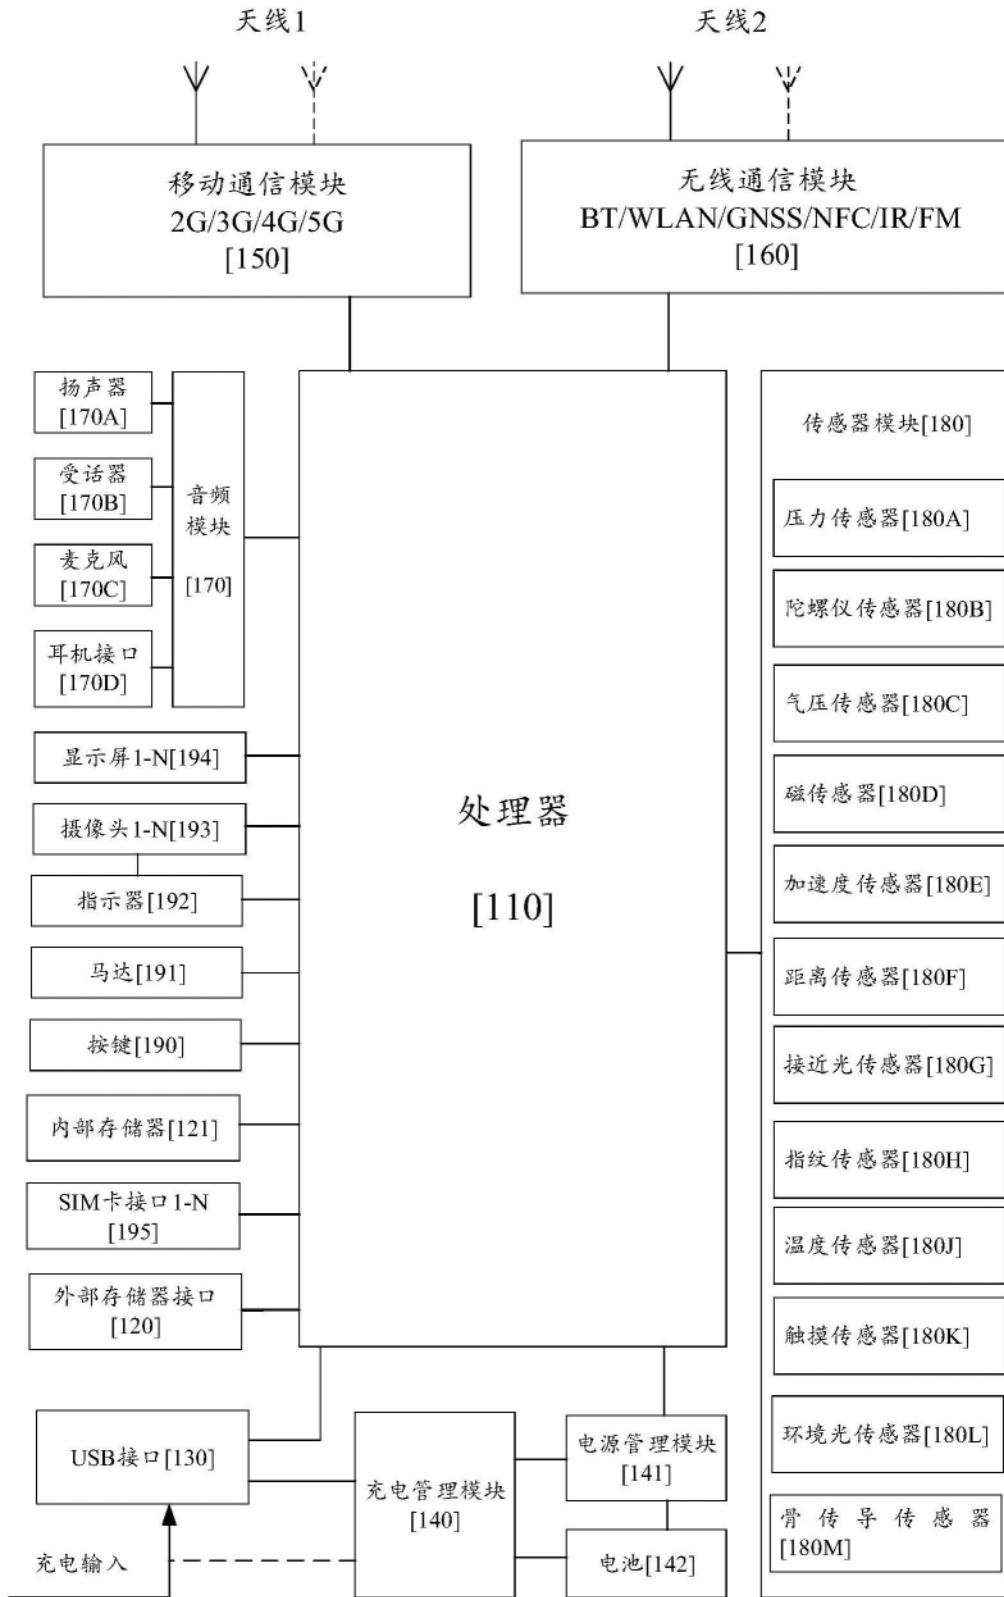 天线1
天线2
移动通信模块
2G/3G/4G/5G
[150]
无线通信模块
BT/WLAN/GNSS/NFC/IR/FM
[160]
扬声器
[170A]
受话器
[170B]
麦克风
[170C]
耳机接口
[170D]
音频
模块
[170]
显示屏1-N[194]
摄像头1-N[193]
指示器[192]
马达[191]
按键[190]
内部存储器[121]
SIM卡接口1-N
[195]
外部存储器接口
[120]
处理器
[110]
传感器模块[180]
压力传感器[180A]
陀螺仪传感器[180B]
气压传感器[180C]
磁传感器[180D]
加速度传感器[180E]
距离传感器[180F]
接近光传感器[180G]
指纹传感器[180H]
温度传感器[180J]
触摸传感器[180K]
环境光传感器[180L]
骨传导传感器
[180M]
USB接口[130]
充电输入
充电管理模块
[140]
电源管理模块
[141]
电池[142]